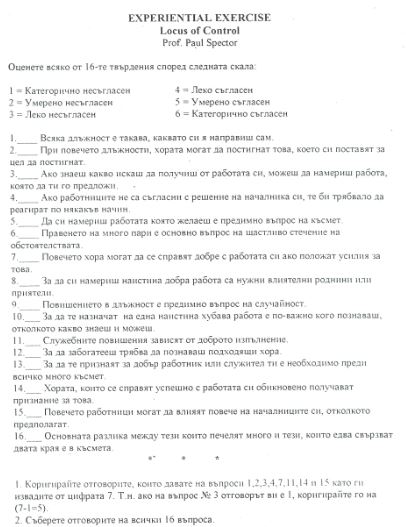 EXPERIENTIAL EXERCISE
Locus of Control
Prof. Paul Spector
Оценете всяко от 16-те твърдения според следната скала:
1 = Категорично несъгласен 4 = Леко съгласен
2 = Умерено несъгласен 5 = Умерено съгласен
3 = Леко несъгласен 6 = Категорично съгласен
1.____ Всяка длъжност е такава, каквато си я направиш сам.
2.____ При повечето длъжности, хората могат да постигнат това, което си поставят за
цел да постигнат.
3.____ Ако знаеш какво искаш да получиш от работата си, можеш да намериш работа,
която да ти го предложи.
4.____ Ако работниците не са съгласни с решение на началника си, те би трябвало да
реагират по някакъв начин.
5.____ Да си намериш работата която желаеш е предимно въпрос на късмет.
6.____ Правенето на много пари е основно въпрос на щастливо стечение на
обстоятелствата.
7.____ Повечето хора могат да се справят добре с работата си ако положат усилия за
това.
8.____ За да си намериш наистина добра работа са нужни влиятелни роднини или
приятели.
9.____ Повишението в длъжност е предимно въпрос на случайност.
10.____ За да те назначат на една наистина хубава работа е по-важно кого познаваш,
отколкото какво знаеш и можеш.
11.____ Служебните повишения зависят от доброто изпълнение.
12.____ За да забогатееш трябва да познаваш подходящи хора.
13.____ За да те признаят за добър работник или служител ти е необходимо преди
всичко много късмет.
14.____ Хората, които се справят успешно с работата си обикновено получават
признание за това.
15.____ Повечето работници могат да влияят повече на началниците си, отколкото
предполагат.
16.____ Основната разлика между тези които печелят много и тези, които едва свързват
двата края е в късмета.
* * *
1. Коригирайте отговорите, които давате на въпроси 1,2,3,4,7,11,14 и 15 като ги
извадите от цифрата 7. Т.н. ако на въпрос № 3 отговорът ви е 1, коригирайте го на
(7-1=5).
2. Съберете отговорите на всички 16 въпроса.